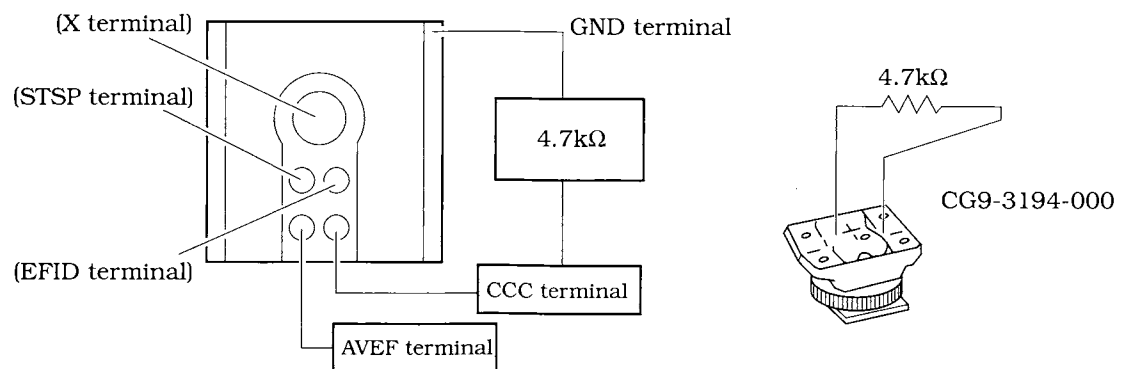 (X terminal)
GND terminal
(STSP terminal)
4.7kΩ
4.7kΩ
CG9-3194-000
(EFID terminal)
CCC terminal
AVEF terminal